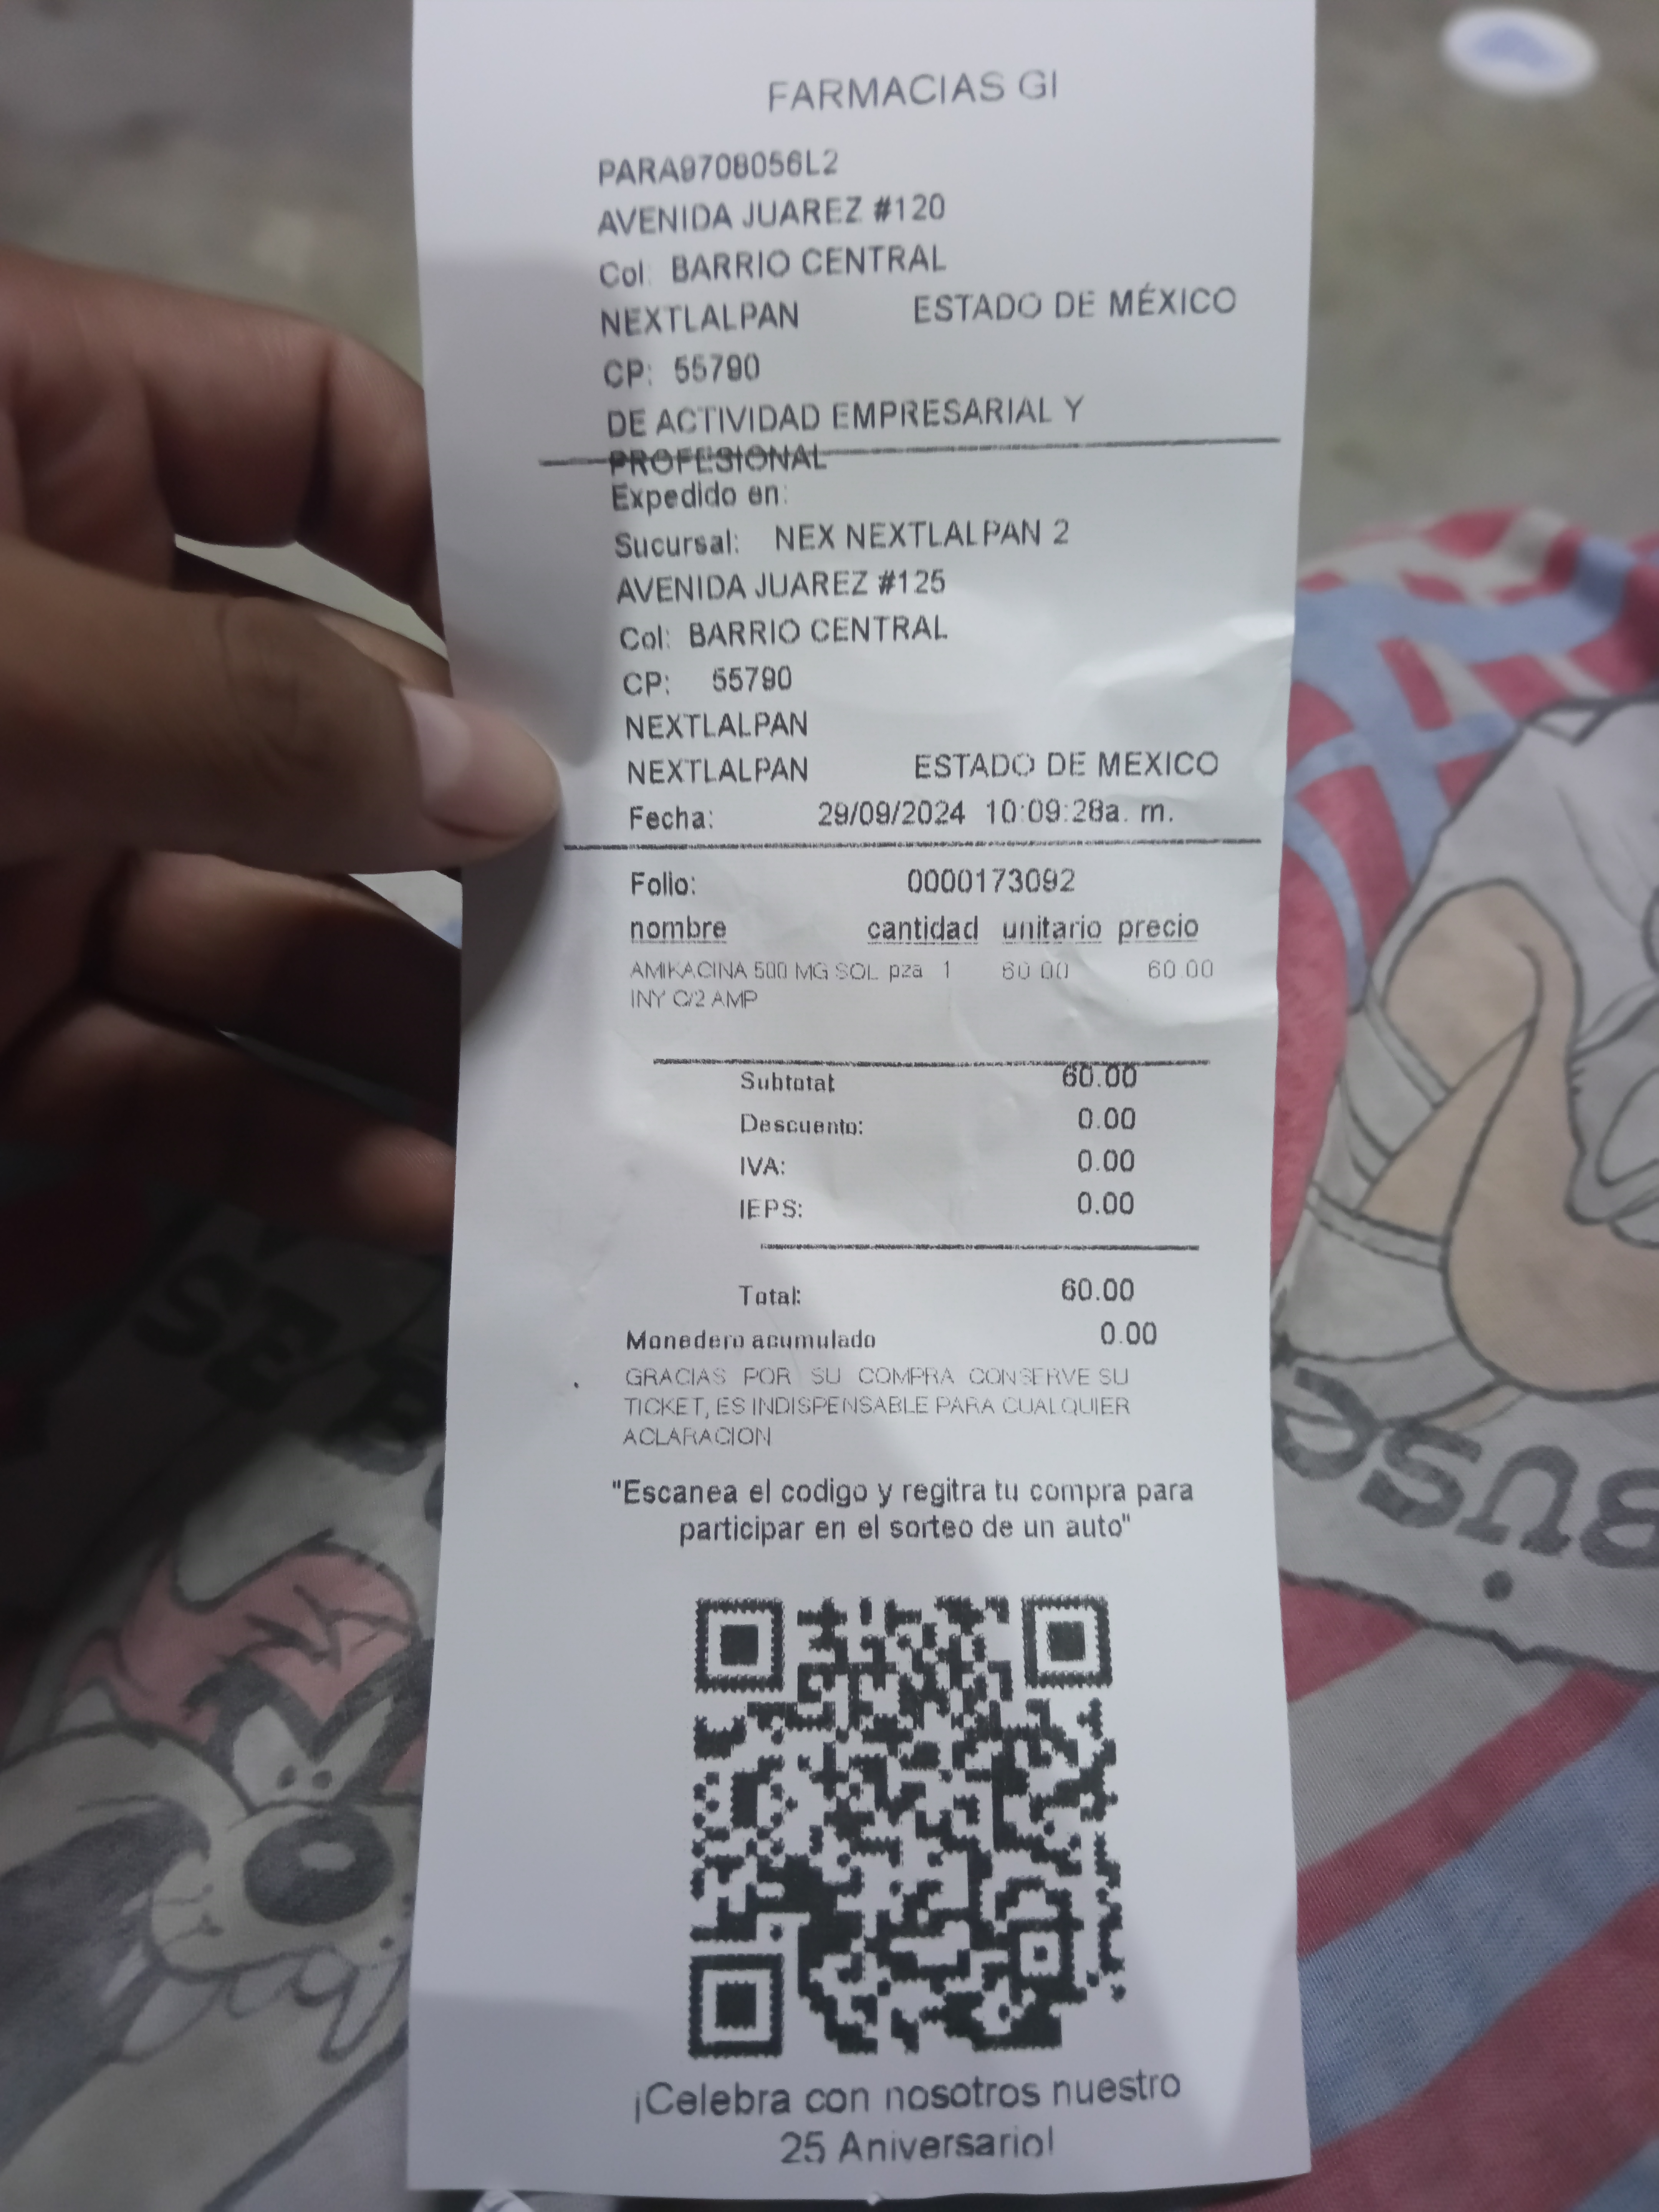 FARMACIAS GI
PARA9708056L2
AVENIDA JUAREZ #120
Col: BARRIO CENTRAL
NEXTLALPAN ESTADO DE MÉXICO
CP: 55790
DE ACTIVIDAD EMPRESARIAL Y
PROFESIONAL
Expedido en:
Sucursal: NEX NEXTLALPAN 2
AVENIDA JUAREZ #125
Col: BARRIO CENTRAL
CP: 55790
NEXTLALPAN
NEXTLALPAN ESTADO DE MEXICO
Fecha: 29/09/2024 10:09:28a. m.
Folio: 0000173092
nombre cantidad unitario precio
AMIKACINA 500 MG SOL pza 1 60.00 60.00
INY C/2 AMP
Subtotal: 60.00
Descuento: 0.00
IVA: 0.00
IEPS: 0.00
Total: 60.00
Monedero acumulado 0.00
GRACIAS POR SU COMPRA CONSERVE SU
TICKET, ES INDISPENSABLE PARA CUALQUIER
ACLARACION
"Escanea el codigo y regitra tu compra para
participar en el sorteo de un auto"
¡Celebra con nosotros nuestro
25 Aniversario!
SE
BUSC